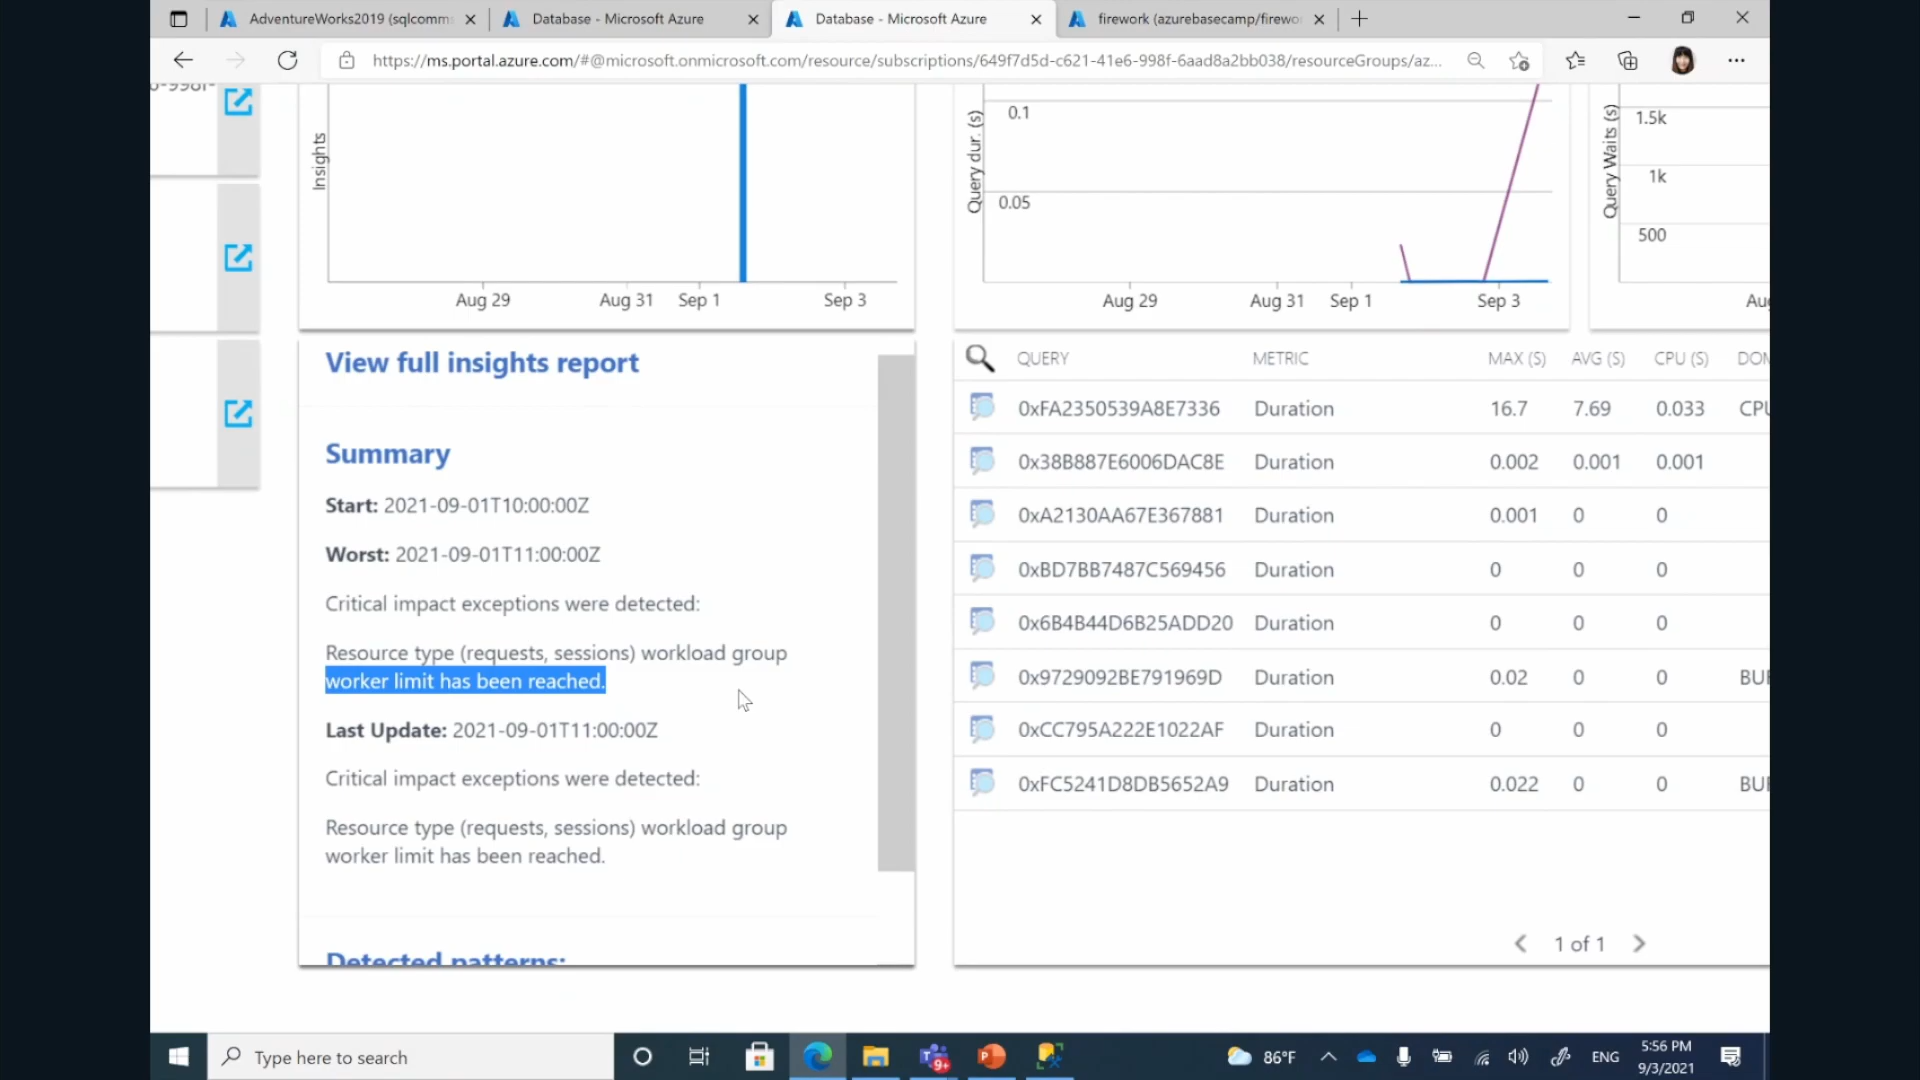 AdventureWorks2019 (sqlcomm
Database - Microsoft Azure
Database - Microsoft Azure
firework (azurebasecamp/firewo
https://ms.portal.azure.com/#@microsoft.onmicrosoft.com/resource/subscriptions/649f7d5d-c621-41e6-998f-6aad8a2bb038/resourceGroups/az...
Insights
Aug 29
Aug 31
Sep 1
Sep 3
Query dur. (s)
0.1
0.05
Aug 29
Aug 31
Sep 1
Sep 3
Query Waits (s)
1.5k
1k
500
View full insights report
Summary
Start: 2021-09-01T10:00:00Z
Worst: 2021-09-01T11:00:00Z
Critical impact exceptions were detected:
Resource type (requests, sessions) workload group
worker limit has been reached.
Last Update: 2021-09-01T11:00:00Z
Critical impact exceptions were detected:
Resource type (requests, sessions) workload group
worker limit has been reached.
Detected patterns:
QUERY METRIC MAX (S) AVG (S) CPU (S)
0xFA2350539A8E7336 Duration 16.7 7.69 0.033 CPU
0x38B887E6006DAC8E Duration 0.002 0.001 0.001
0xA2130AA67E367881 Duration 0.001 0 0
0xBD7BB7487C569456 Duration 0 0 0
0x6B4B44D6B25ADD20 Duration 0 0 0
0x9729092BE791969D Duration 0.02 0 0
0xCC795A222E1022AF Duration 0 0 0
0xFC5241D8DB5652A9 Duration 0.022 0 0
1 of 1
Type here to search
9+
86°F
ENG
5:56 PM
9/3/2021